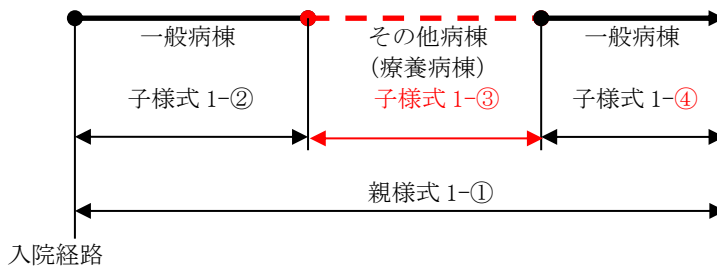 一般病棟
その他病棟
(療養病棟)
一般病棟
子様式 1-②
子様式 1-③
子様式 1-④
親様式 1-①
入院経路